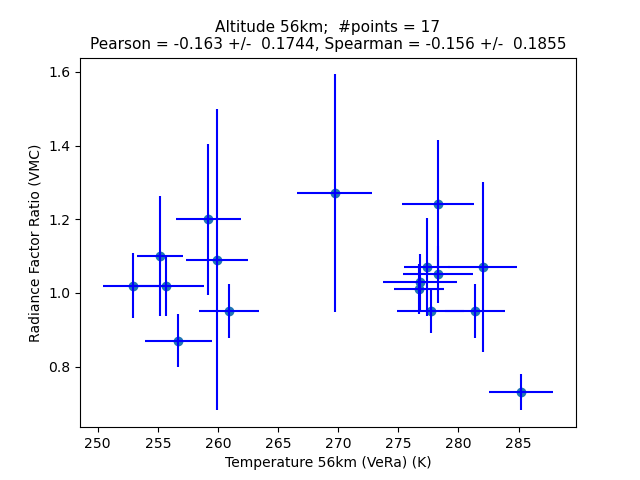 Altitude 56km;  #points = 17
Pearson = -0.163 +/-  0.1744, Spearman = -0.156 +/-  0.1855
1.6
1.4
1.2
1.0
0.8
Radiance Factor Ratio (VMC)
250 255 260 265 270 275 280 285
Temperature 56km (VeRa) (K)